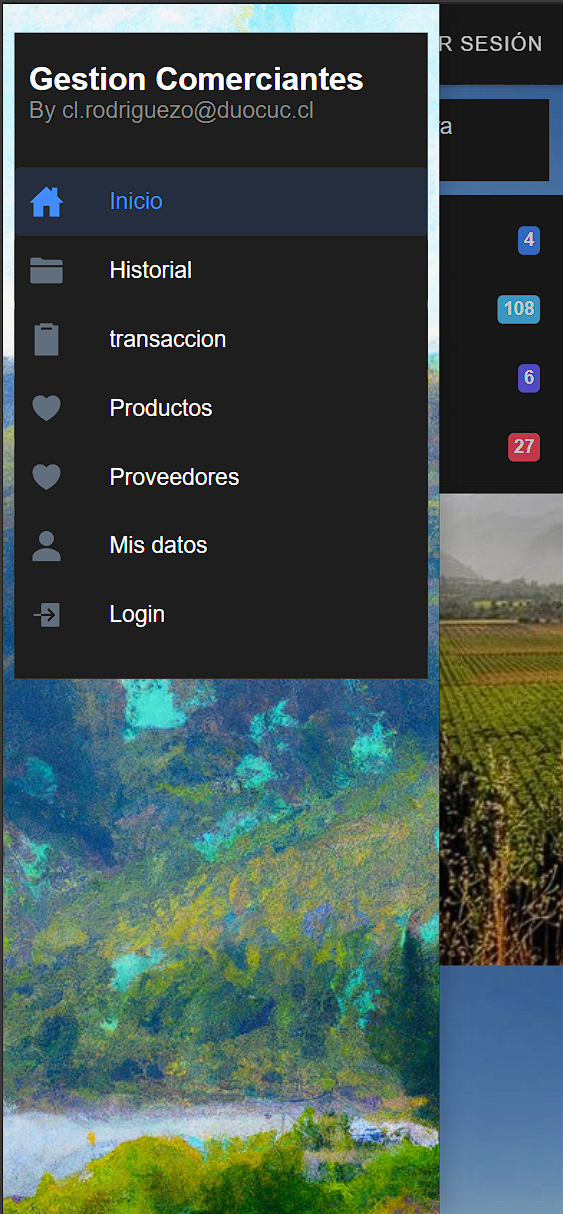 Gestion Comerciantes
By cl.rodriguezo@duocuc.cl
Inicio
Historial
transaccion
Productos
Proveedores
Mis datos
Login
R SESIÓN
ra
4
108
6
27